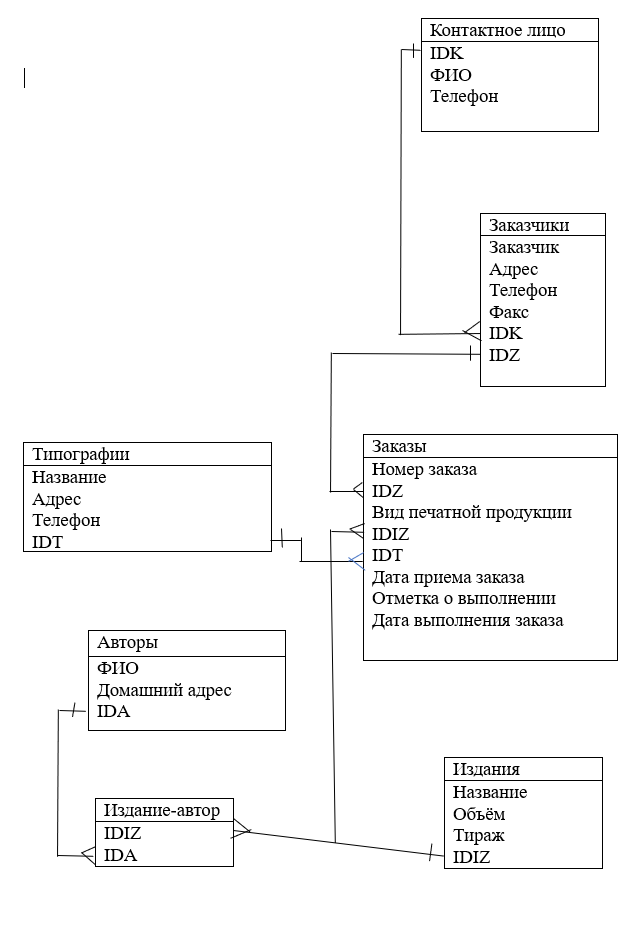 Контактное лицо
IDK
ФИО
Телефон
Заказчики
Заказчик
Адрес
Телефон
Факс
IDK
IDZ
Типографии
Название
Адрес
Телефон
IDT
Заказы
Номер заказа
IDZ
Вид печатной продукции
IDIZ
IDT
Дата приема заказа
Отметка о выполнении
Дата выполнения заказа
Авторы
ФИО
Домашний адрес
IDA
Издание-автор
IDIZ
IDA
Издания
Название
Объём
Тираж
IDIZ